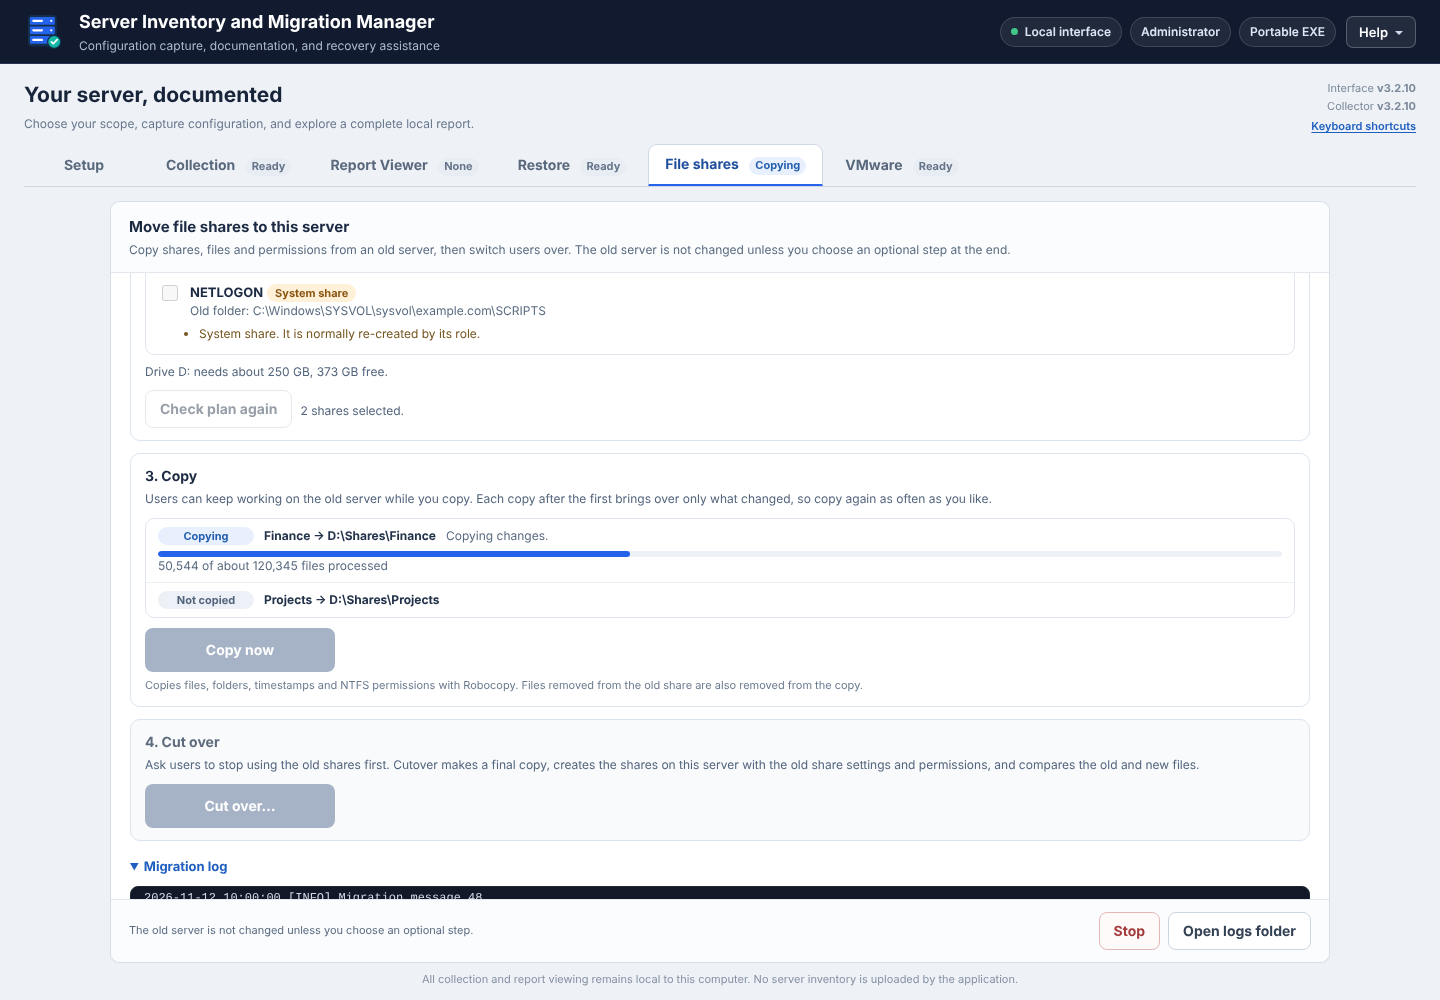 Server Inventory and Migration Manager
Configuration capture, documentation, and recovery assistance
Local interface
Administrator
Portable EXE
Help
Your server, documented
Choose your scope, capture configuration, and explore a complete local report.
Interface v3.2.10
Collector v3.2.10
Keyboard shortcuts
Setup
Collection Ready
Report Viewer None
Restore Ready
File shares Copying
VMware Ready
Move file shares to this server
Copy shares, files and permissions from an old server, then switch users over. The old server is not changed unless you choose an optional step at the end.
NETLOGON System share
Old folder: C:\Windows\SYSVOL\sysvol\example.com\SCRIPTS
• System share. It is normally re-created by its role.
Drive D: needs about 250 GB, 373 GB free.
Check plan again 2 shares selected.
3. Copy
Users can keep working on the old server while you copy. Each copy after the first brings over only what changed, so copy again as often as you like.
Copying Finance → D:\Shares\Finance Copying changes.
50,544 of about 120,345 files processed
Not copied Projects → D:\Shares\Projects
Copy now
Copies files, folders, timestamps and NTFS permissions with Robocopy. Files removed from the old share are also removed from the copy.
4. Cut over
Ask users to stop using the old shares first. Cutover makes a final copy, creates the shares on this server with the old share settings and permissions, and compares the old and new files.
Cut over...
▼ Migration log
2026-11-12 10:00:00 [INFO] Migration message 48
The old server is not changed unless you choose an optional step.
Stop
Open logs folder
All collection and report viewing remains local to this computer. No server inventory is uploaded by the application.